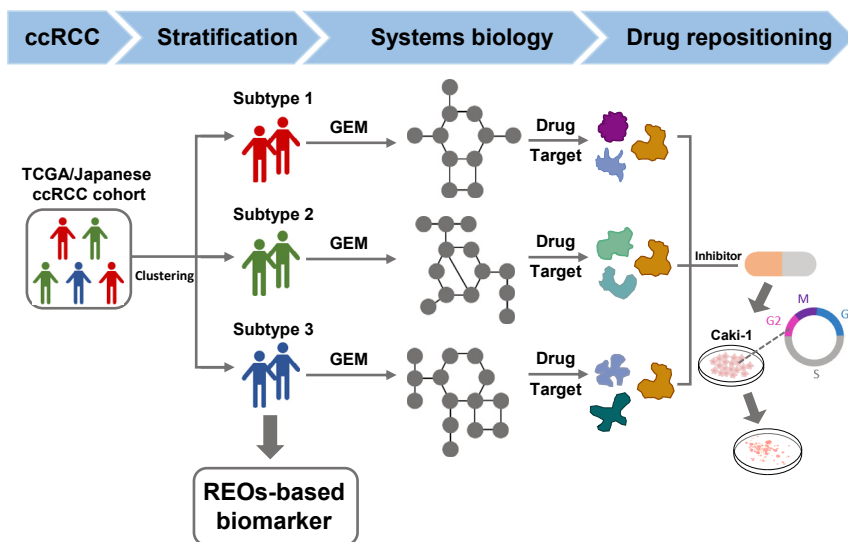 ccRCC
Stratification
Systems biology
Drug repositioning
TCGA/Japanese
ccRCC cohort
Clustering
Subtype 1
GEM
Drug
Target
Subtype 2
GEM
Drug
Target
Inhibitor
Subtype 3
GEM
Drug
Target
M
G2
G
S
Caki-1
REOs-based
biomarker